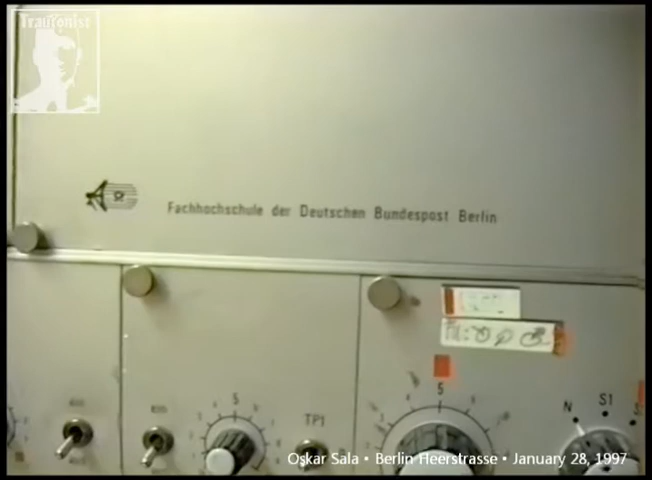 Trautonist
Fachhochschule der Deutschen Bundespost Berlin
5
TP1
5
N
S1
S
Oskar Sala • Berlin Heerstrasse • January 28, 1997